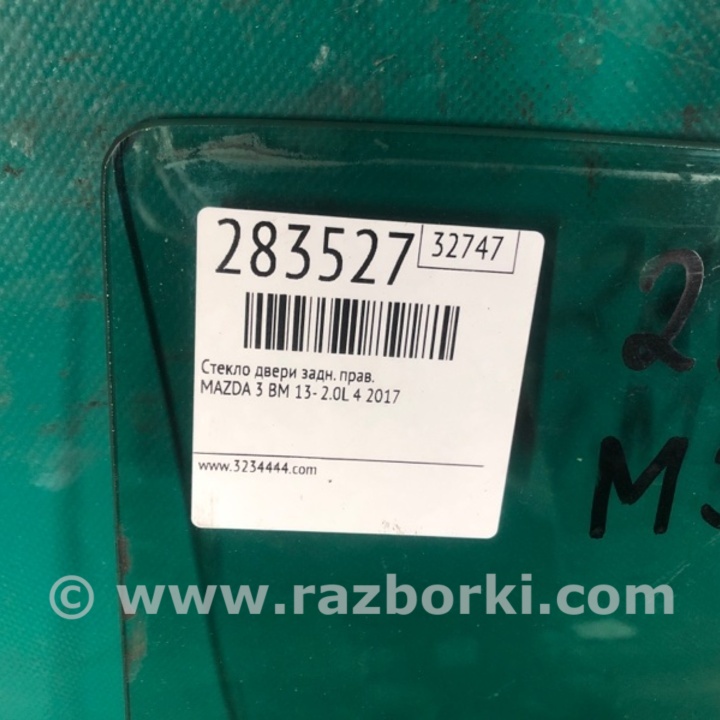 283527
32747
Стекло двери задн. прав.
MAZDA 3 BM 13- 2.0L 4 2017
www.3234444.com
© www.razborki.com